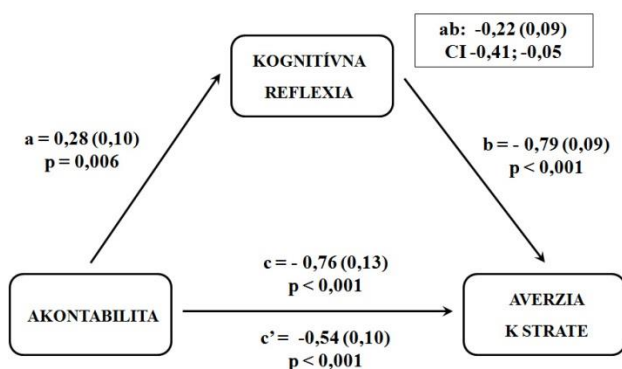 ab: -0,22 (0,09)
CI -0,41; -0,05
KOGNITÍVNA
REFLEXIA
a = 0,28 (0,10)
p = 0,006
b = - 0,79 (0,09)
p < 0,001
c = - 0,76 (0,13)
p < 0,001
AKONTABILITA
AVERZIA
K STRATE
c’ = -0,54 (0,10)
p < 0,001